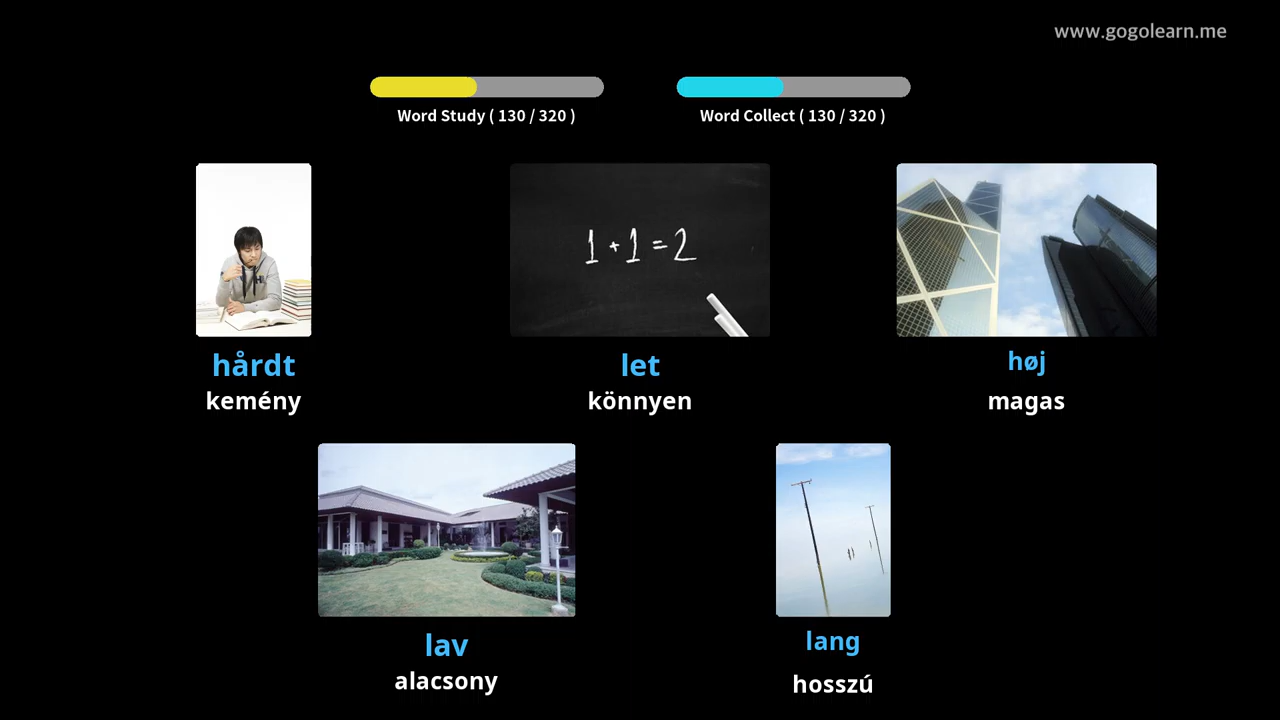 www.gogolearn.me
Word Study ( 130 / 320 )
Word Collect ( 130 / 320 )
1 + 1 = 2
hårdt
kemény
let
könnyen
høj
magas
lav
alacsony
lang
hosszú